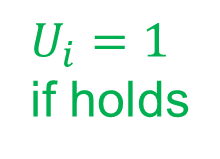 U_i = 1
if holds